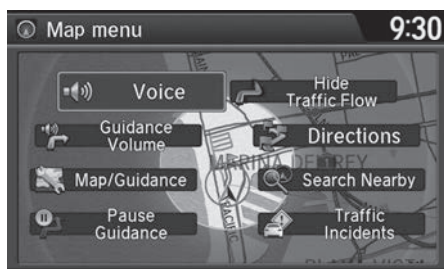 Map menu
9:30
Voice
Hide
Traffic Flow
Guidance
Volume
Directions
Map/Guidance
Search Nearby
Pause
Guidance
Traffic
Incidents
PACIFIC